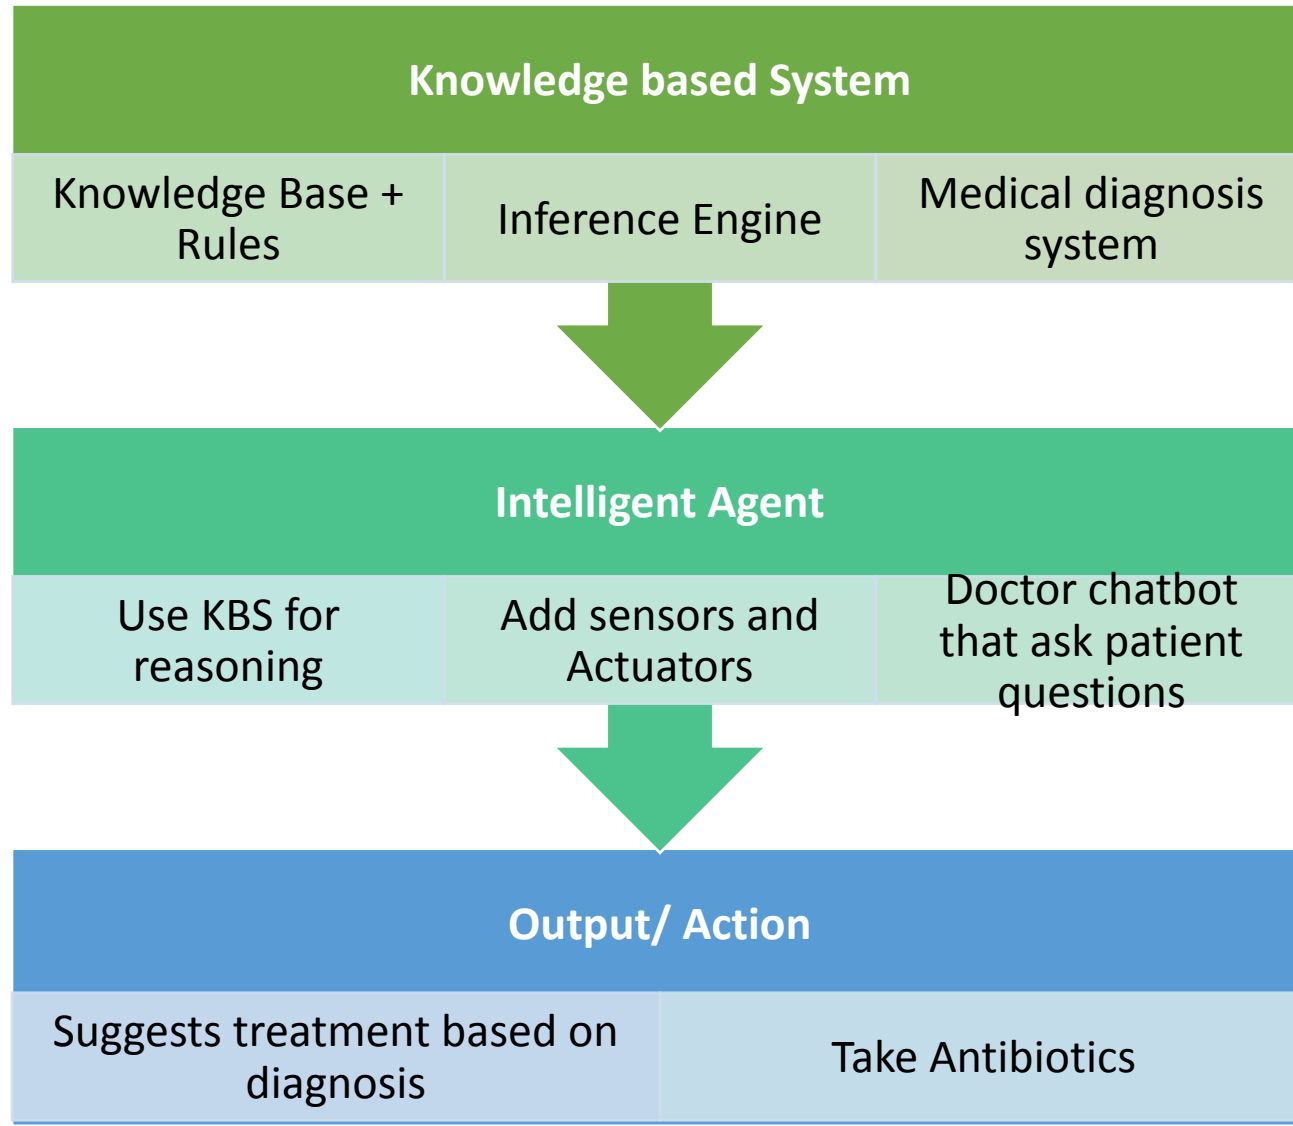 Knowledge based System
Knowledge Base +
Rules
Inference Engine
Medical diagnosis
system
Intelligent Agent
Use KBS for
reasoning
Add sensors and
Actuators
Doctor chatbot
that ask patient
questions
Output/ Action
Suggests treatment based on
diagnosis
Take Antibiotics